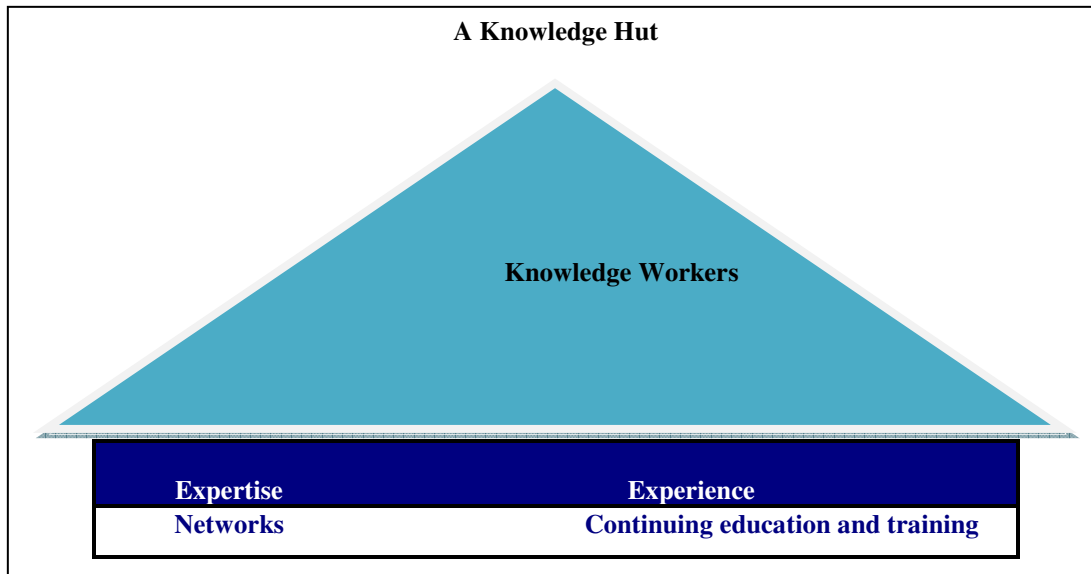 A Knowledge Hut
Knowledge Workers
Expertise Experience
Networks Continuing education and training